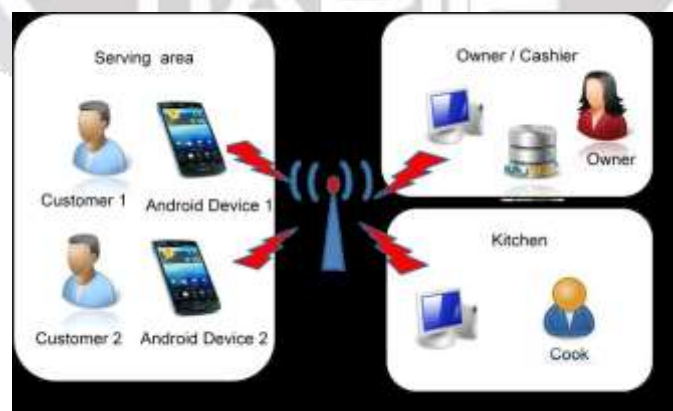 Serving area
Customer 1
Android Device 1
Customer 2
Android Device 2
Owner / Cashier
Owner
Kitchen
Cook